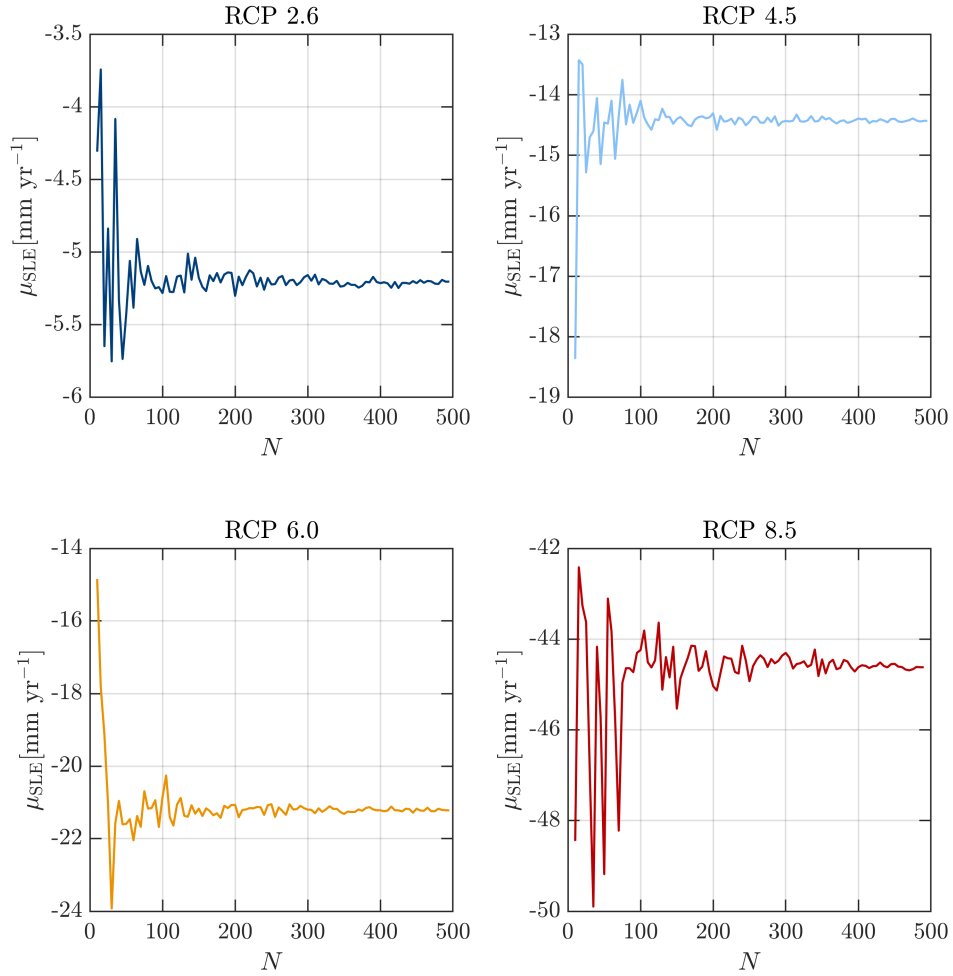 RCP 2.6
-3.5
-4
-4.5
-5
-5.5
-6
0 100 200 300 400 500
N
μSLE[mm yr−1]
RCP 4.5
-13
-14
-15
-16
-17
-18
-19
0 100 200 300 400 500
N
μSLE[mm yr−1]
RCP 6.0
-14
-16
-18
-20
-22
-24
0 100 200 300 400 500
N
μSLE[mm yr−1]
RCP 8.5
-42
-44
-46
-48
-50
0 100 200 300 400 500
N
μSLE[mm yr−1]